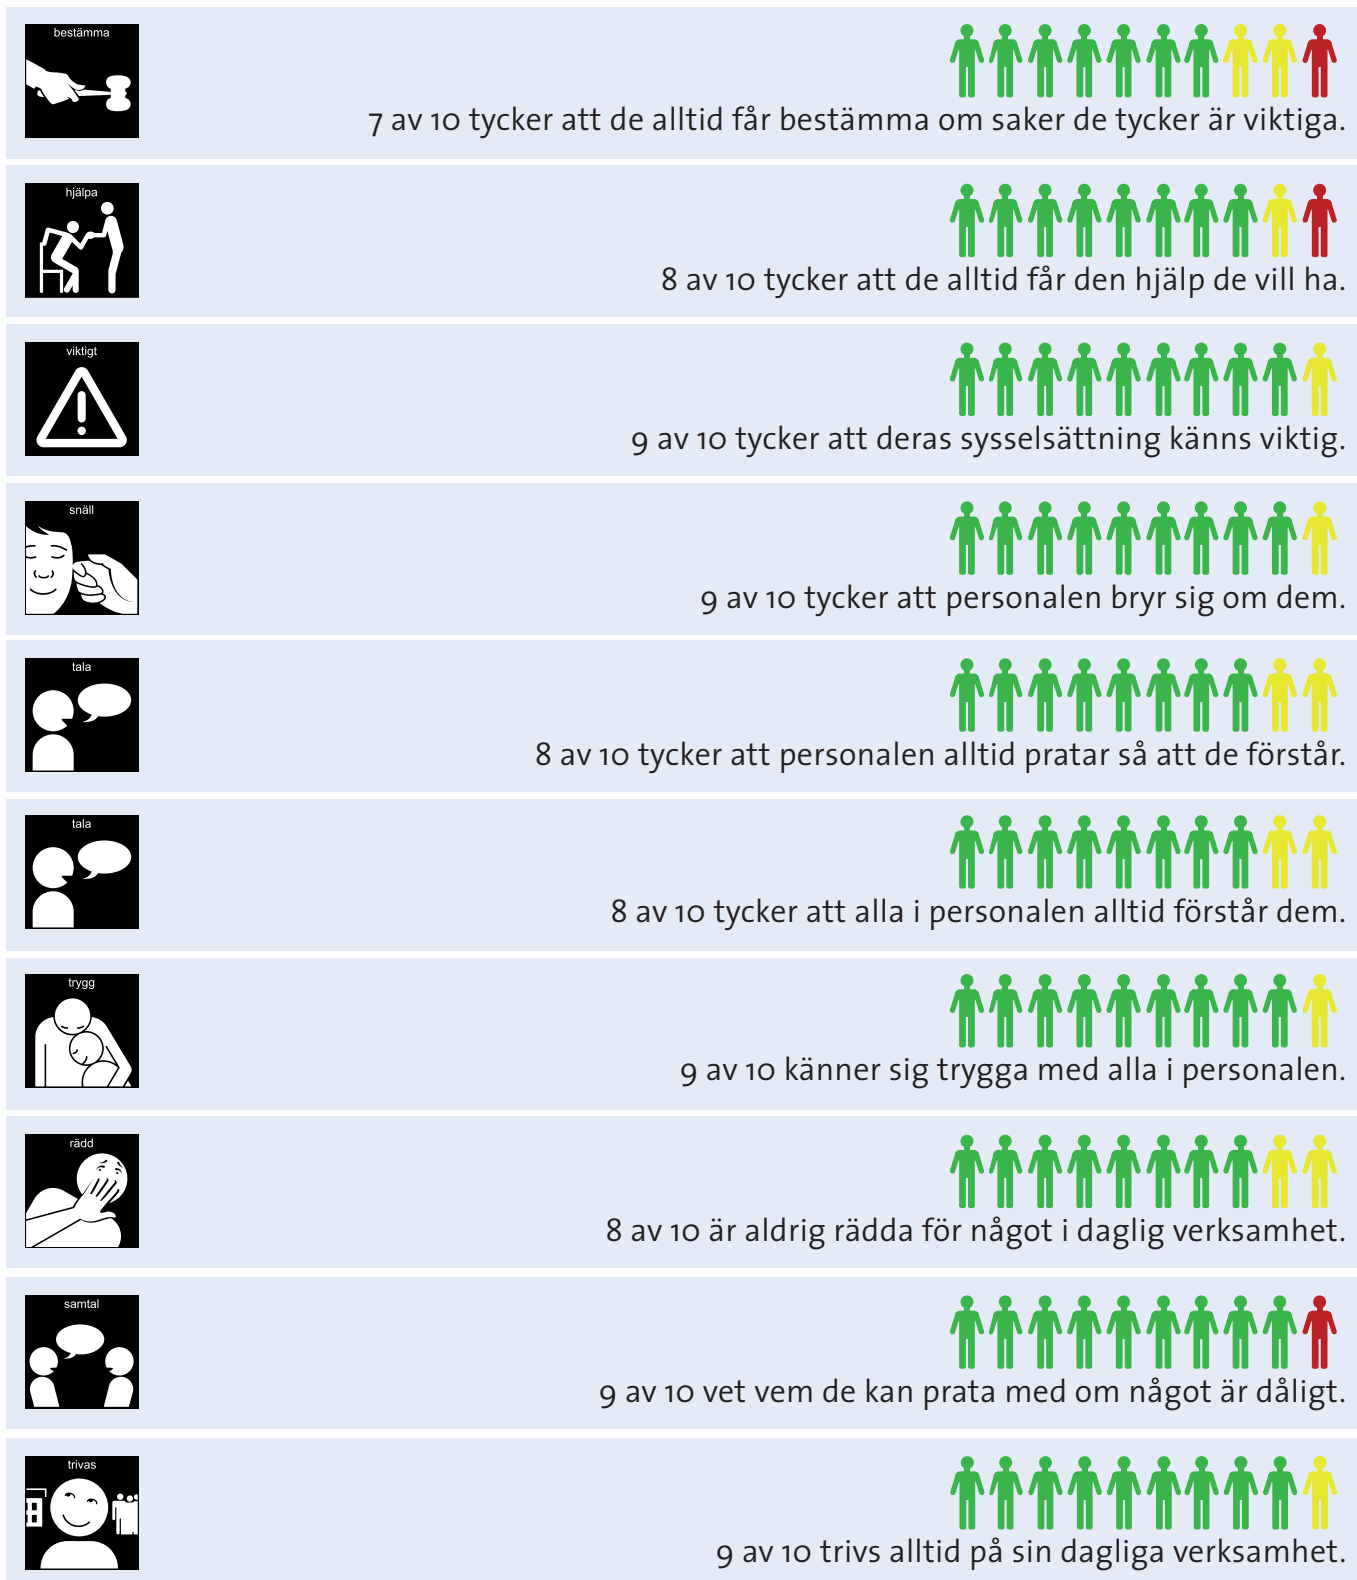 bestämma
7 av 10 tycker att de alltid får bestämma om saker de tycker är viktiga.
hjälpa
8 av 10 tycker att de alltid får den hjälp de vill ha.
viktigt
9 av 10 tycker att deras sysselsättning känns viktig.
snäll
9 av 10 tycker att personalen bryr sig om dem.
tala
8 av 10 tycker att personalen alltid pratar så att de förstår.
tala
8 av 10 tycker att alla i personalen alltid förstår dem.
trygg
9 av 10 känner sig trygga med alla i personalen.
rädd
8 av 10 är aldrig rädda för något i daglig verksamhet.
samtal
9 av 10 vet vem de kan prata med om något är dåligt.
trivas
9 av 10 trivs alltid på sin dagliga verksamhet.